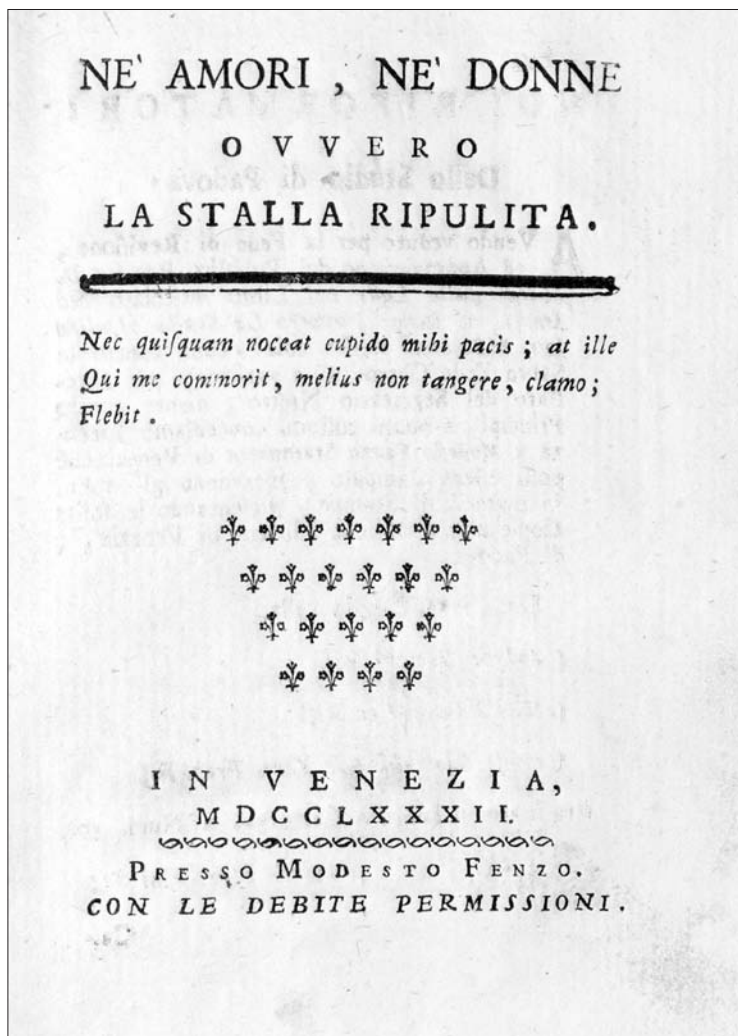 NE' AMORI , NE' DONNE
OVVERO
LA STALLA RIPULITA.
Nec quiſquam noceat cupido mihi pacis ; at ille
Qui me commorit, melius non tangere, clamo ;
Flebit .
IN VENEZIA,
MDCCLXXXII.
PRESSO MODESTO FENZO.
CON LE DEBITE PERMISSIONI.